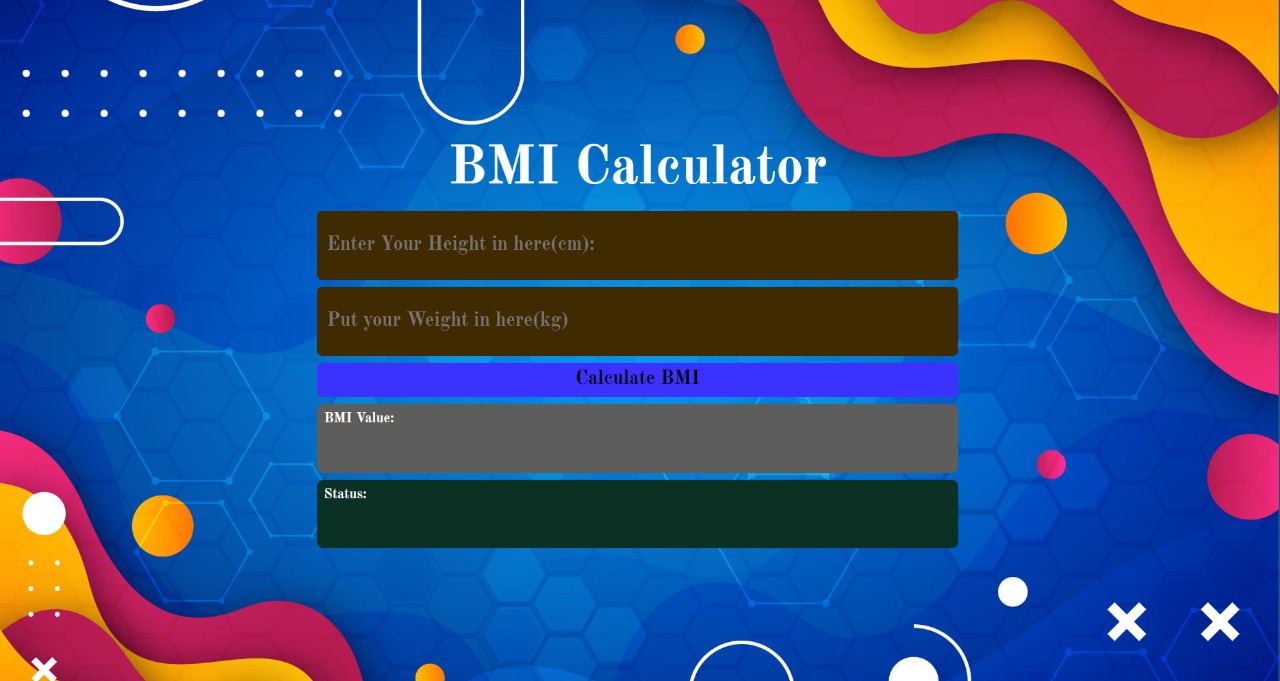 BMI Calculator
Enter Your Height in here(cm):
Put your Weight in here(kg)
Calculate BMI
BMI Value:
Status: